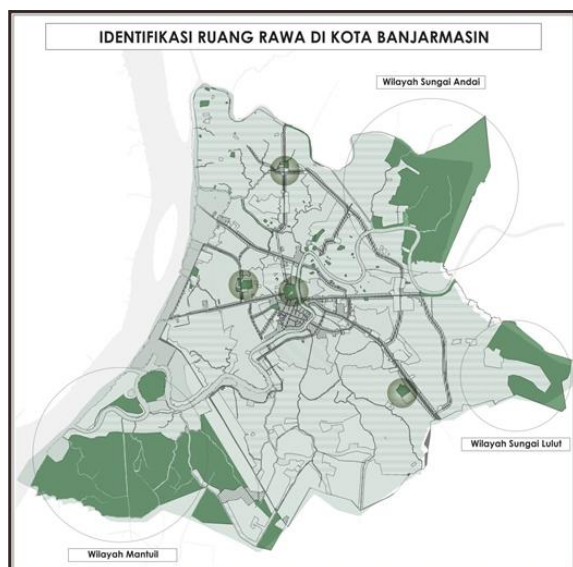 IDENTIFIKASI RUANG RAWA DI KOTA BANJARMASIN
Wilayah Sungai Andai
Wilayah Sungai Lulut
Wilayah Mantuil